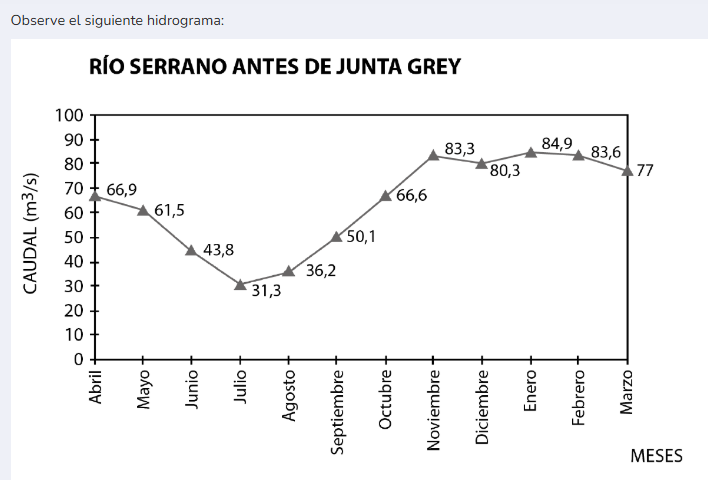 Observe el siguiente hidrograma:
RÍO SERRANO ANTES DE JUNTA GREY
CAUDAL (m3/s)
100
90
80
70
60
50
40
30
20
10
0
66,9
61,5
43,8
31,3
36,2
50,1
66,6
83,3
80,3
84,9
83,6
77
Abril
Mayo
Junio
Julio
Agosto
Septiembre
Octubre
Noviembre
Diciembre
Enero
Febrero
Marzo
MESES